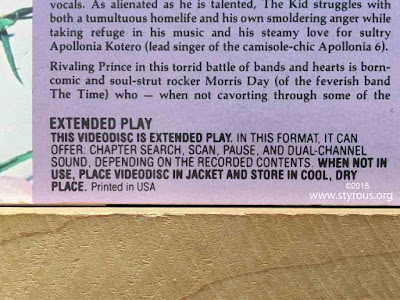 vocals. As alienated as he is talented, The Kid struggles with
both a tumultuous homelife and his own smoldering anger while
taking refuge in his music and his steamy love for sultry
Apollonia Kotero (lead singer of the camisole-chic Apollonia 6).
Rivaling Prince in this torrid battle of bands and hearts is born-
comic and soul-strut rocker Morris Day (of the feverish band
The Time) who — when not cavorting through some of the
EXTENDED PLAY
THIS VIDEODISC IS EXTENDED PLAY. IN THIS FORMAT, IT CAN
OFFER: CHAPTER SEARCH, SCAN, PAUSE, AND DUAL-CHANNEL
SOUND, DEPENDING ON THE RECORDED CONTENTS. WHEN NOT IN
USE, PLACE VIDEODISC IN JACKET AND STORE IN COOL, DRY
PLACE. Printed in USA
©2018
www.styrous.org